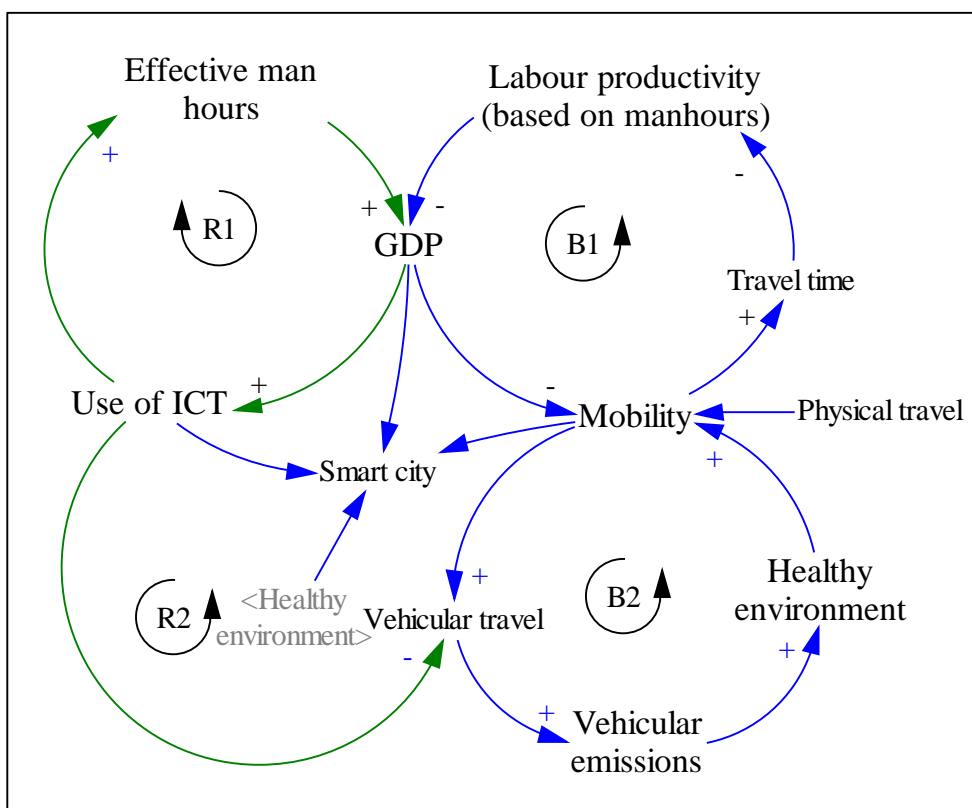 Effective man
hours
Labour productivity
(based on manhours)
+
-
R1
+
-
B1
GDP
Travel time
+
+
-
Use of ICT
Mobility
Physical travel
Smart city
+
+
Healthy
environment
R2
<Healthy
environment>
Vehicular travel
B2
-
+
+
Vehicular
emissions